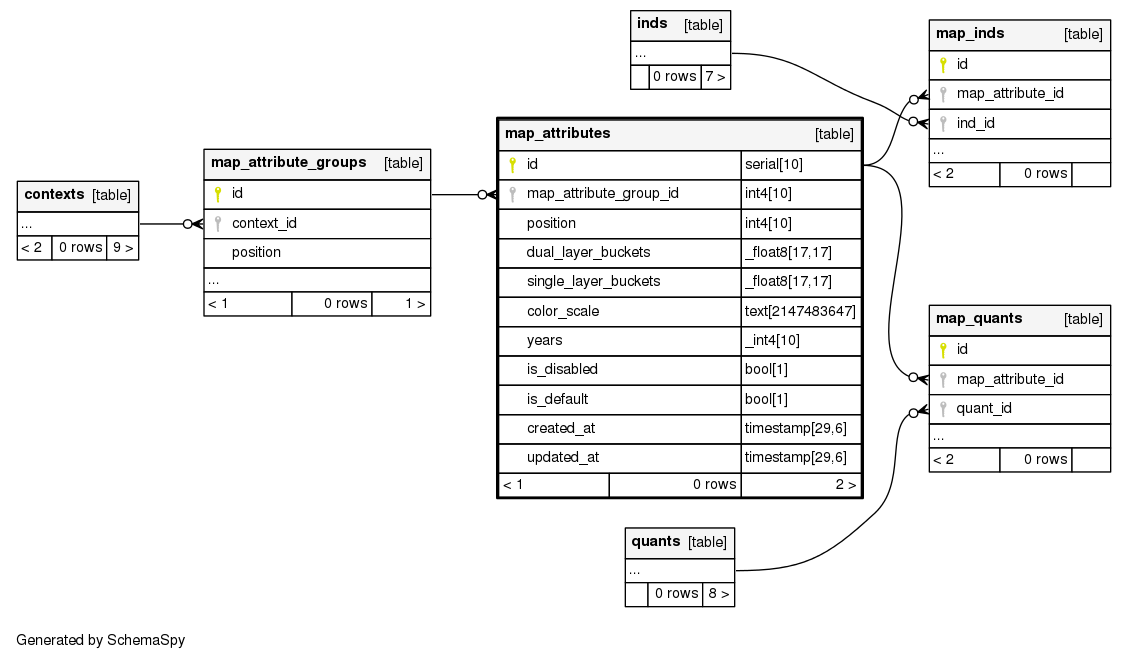 inds [table]
...
0 rows 7 >
map_inds [table]
id
map_attribute_id
ind_id
...
< 2 0 rows
map_attributes [table]
id serial[10]
map_attribute_group_id int4[10]
position int4[10]
dual_layer_buckets _float8[17,17]
single_layer_buckets _float8[17,17]
color_scale text[2147483647]
years _int4[10]
is_disabled bool[1]
is_default bool[1]
created_at timestamp[29,6]
updated_at timestamp[29,6]
< 1 0 rows 2 >
map_attribute_groups [table]
id
context_id
position
...
< 1 0 rows 1 >
contexts [table]
...
< 2 0 rows 9 >
map_quants [table]
id
map_attribute_id
quant_id
...
< 2 0 rows
quants [table]
...
0 rows 8 >
Generated by SchemaSpy